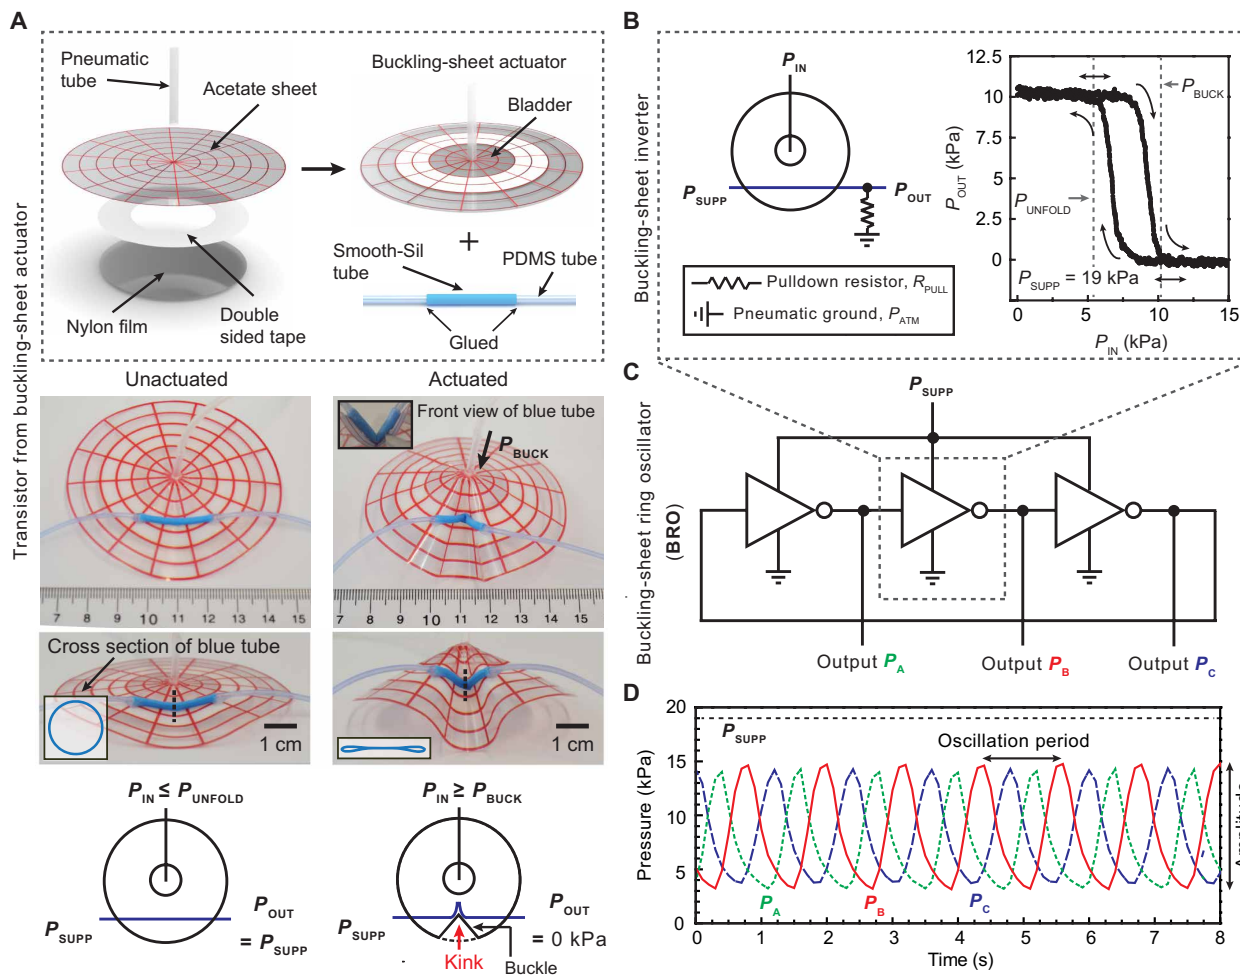 A
Pneumatic
tube
Acetate sheet
Buckling-sheet actuator
Bladder
+
Smooth-Sil
tube
PDMS tube
Glued
Nylon film
Double
sided tape
Transistor from buckling-sheet actuator
Unactuated
Actuated
Front view of blue tube
P_BUCK
7 8 9 10 11 12 13 14 15
7 8 9 10 11 12 13 14 15
Cross section of blue tube
1 cm
1 cm
P_IN ≤ P_UNFOLD
P_SUPP
P_OUT
= P_SUPP
P_IN ≥ P_BUCK
P_SUPP
P_OUT
= 0 kPa
Kink
Buckle
B
Buckling-sheet inverter
P_IN
P_SUPP
P_OUT
Pulldown resistor, R_PULL
Pneumatic ground, P_ATM
P_OUT (kPa)
12.5
10
7.5
5
2.5
0
P_BUCK
P_UNFOLD
P_SUPP = 19 kPa
0 5 10 15
P_IN (kPa)
C
Buckling-sheet ring oscillator
(BRO)
P_SUPP
Output P_A
Output P_B
Output P_C
D
Pressure (kPa)
20
15
10
5
0
P_SUPP
Oscillation period
Amplitude
P_A
P_B
P_C
0 1 2 3 4 5 6 7 8
Time (s)